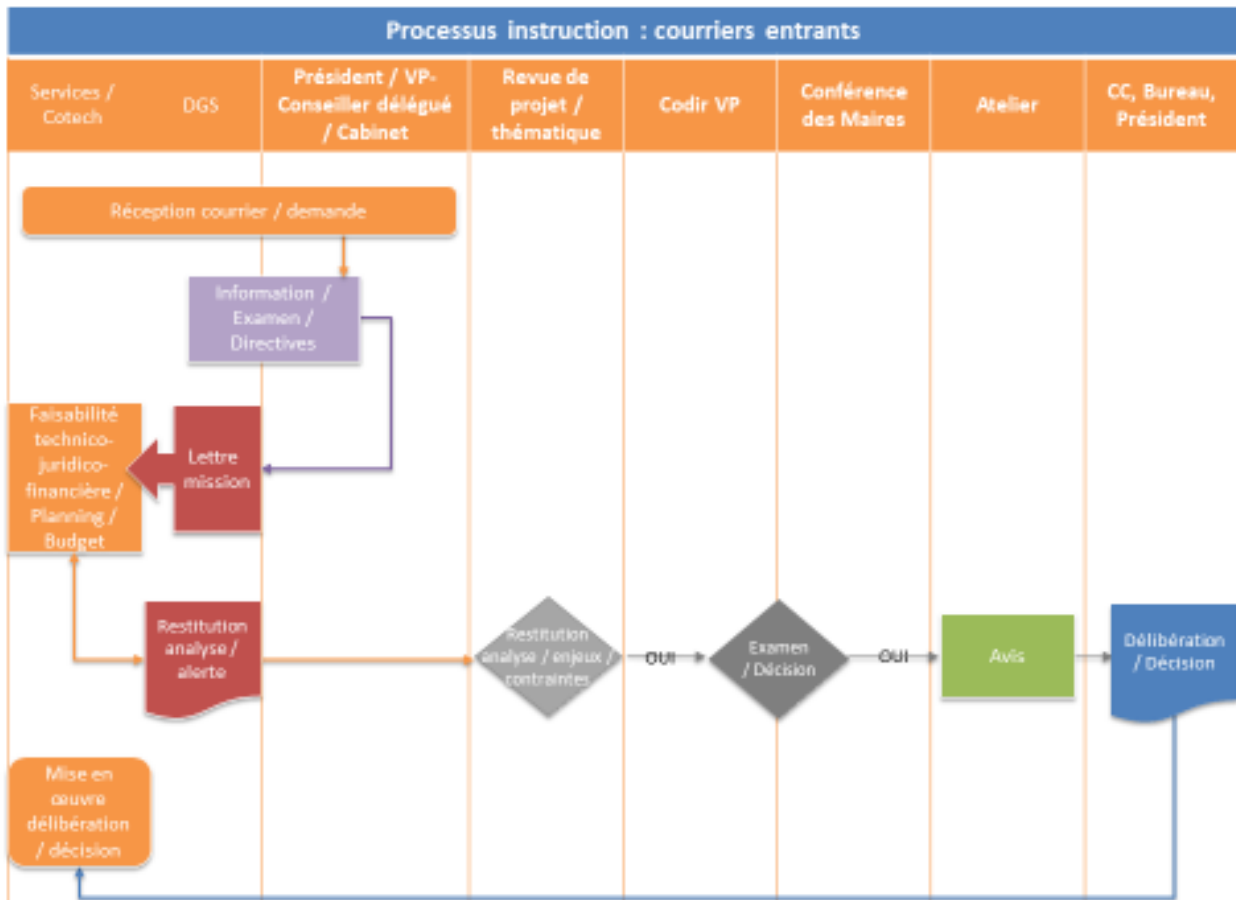 Processus instruction : courriers entrants
Services /
Cotech
DGS
Président / VP-
Conseiller délégué
/ Cabinet
Revue de
projet /
thématique
Codir VP
Conférence
des Maires
Atelier
CC, Bureau,
Président
Réception courrier / demande
Information /
Examen /
Directives
Faisabilité
technico-
juridico-
financière /
Planning /
Budget
Lettre
mission
Restitution
analyse /
alerte
Restitution
analyse / enjeux /
contraintes
OUI
Examen
/ Décision
OUI
Avis
Délibération
/ Décision
Mise en
œuvre
délibération
/ décision